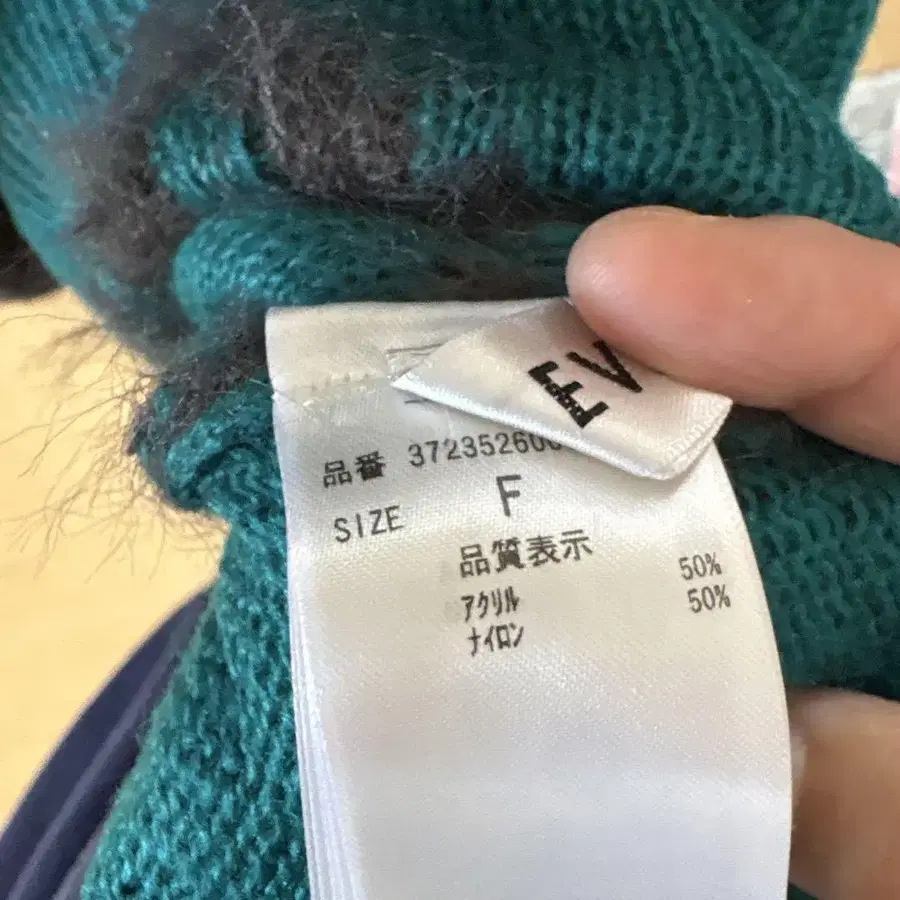 FV
品番 37235260
SIZE F
品質表示
アクリル 50%
ナイロン 50%